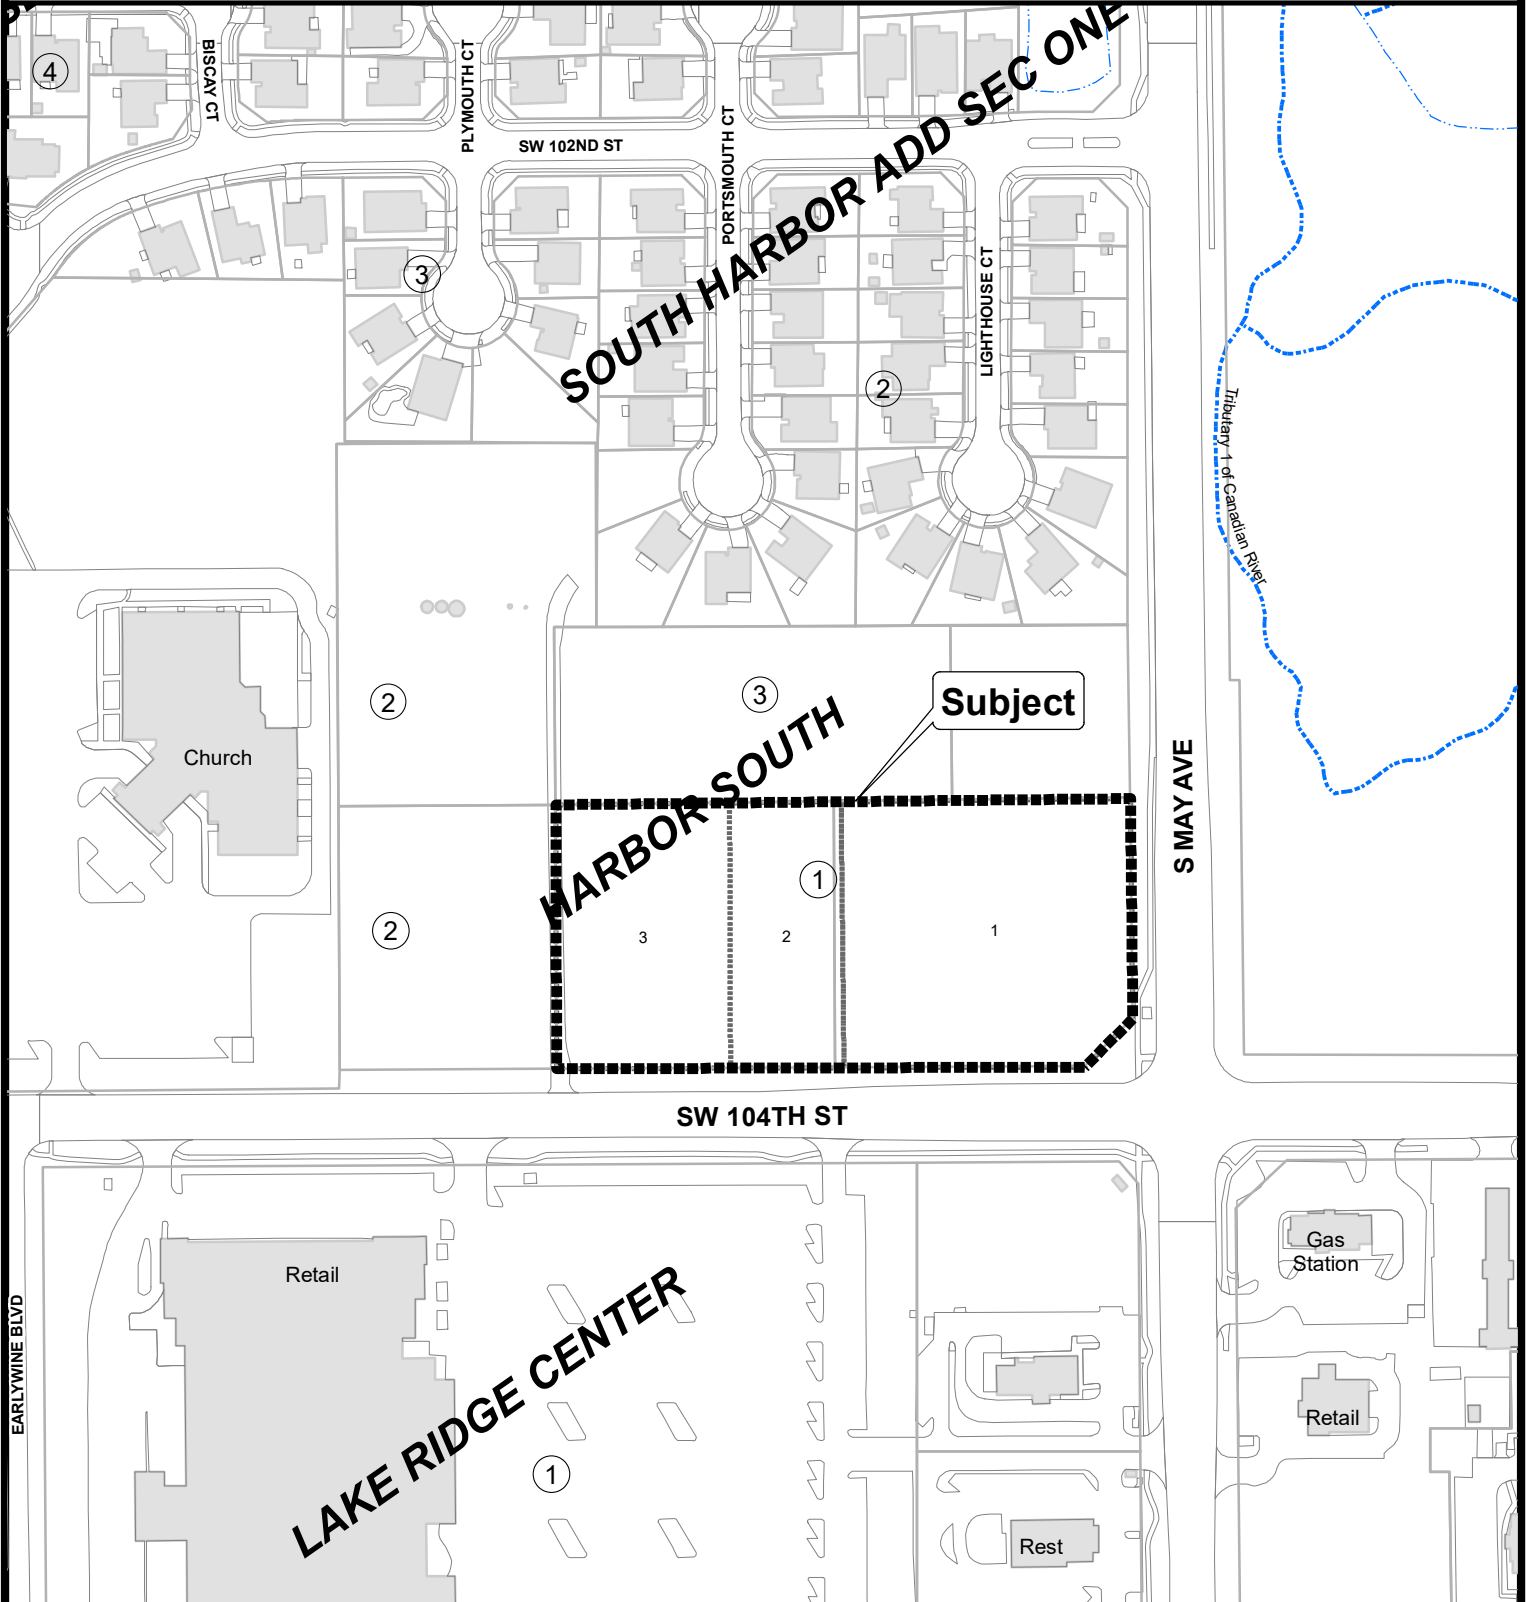 4
BISCAY CT
PLYMOUTH CT
SW 102ND ST
PORTSMOUTH CT
SOUTH HARBOR ADD SEC ONE
LIGHTHOUSE CT
3
2
Tributary 1 of Canadian River
2
3
Subject
Church
HARBOR SOUTH
S MAY AVE
1
2
3
2
1
SW 104TH ST
Retail
Gas
Station
EARLYWINE BLVD
LAKE RIDGE CENTER
Retail
1
Rest